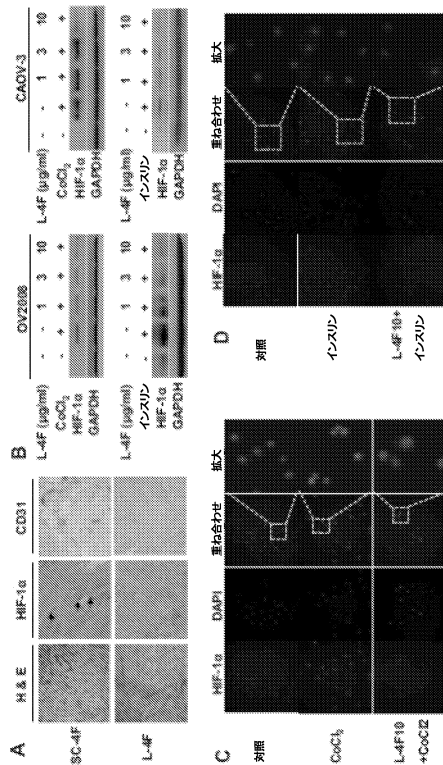 A
H & E
HIF-1α
CD31
SC-4F
L-4F
B
OV2008
CAOV-3
L-4F (μg/ml) - - 1 3 10
CoCl₂ - + + + +
HIF-1α
GAPDH
L-4F (μg/ml) - - 1 3 10
CoCl₂ - + + + +
HIF-1α
GAPDH
L-4F (μg/ml) - - 1 3 10
インスリン - + + + +
HIF-1α
GAPDH
L-4F (μg/ml) - - 1 3 10
インスリン - + + + +
HIF-1α
GAPDH
C
HIF-1α
DAPI
重ね合わせ
拡大
対照
CoCl₂
L-4F10
+CoCl2
D
HIF-1α
DAPI
重ね合わせ
拡大
対照
インスリン
L-4F10+
インスリン